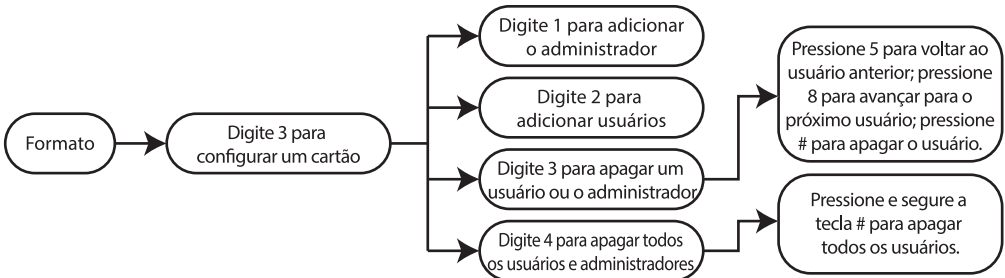 Formato
Digite 3 para
configurar um cartão
Digite 1 para adicionar
o administrador
Digite 2 para
adicionar usuários
Digite 3 para apagar um
usuário ou o administrador
Digite 4 para apagar todos
os usuários e administradores
Pressione 5 para voltar ao
usuário anterior; pressione
8 para avançar para o
próximo usuário; pressione
# para apagar o usuário.
Pressione e segure a
tecla # para apagar
todos os usuários.